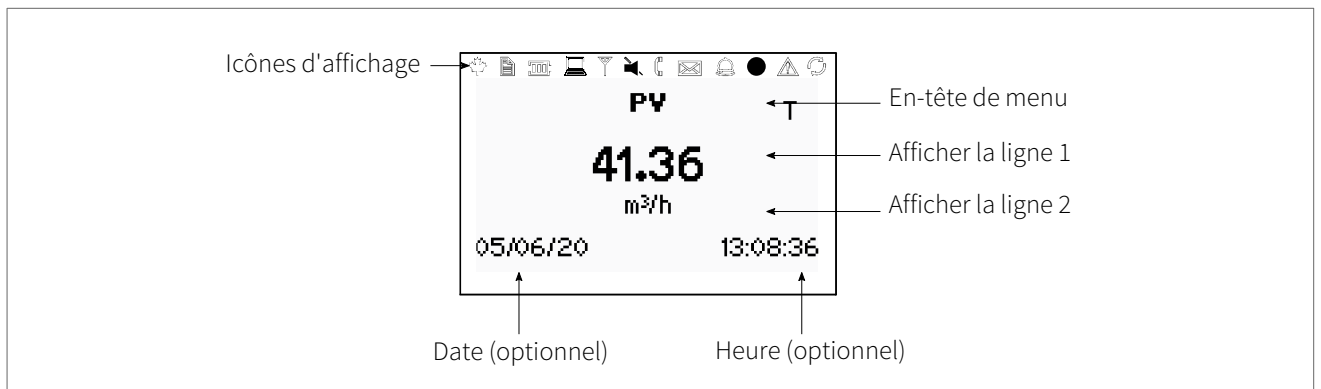 Icônes d'affichage
PV
T
En-tête de menu
41.36
Afficher la ligne 1
m³/h
Afficher la ligne 2
05/06/20
13:08:36
Date (optionnel)
Heure (optionnel)